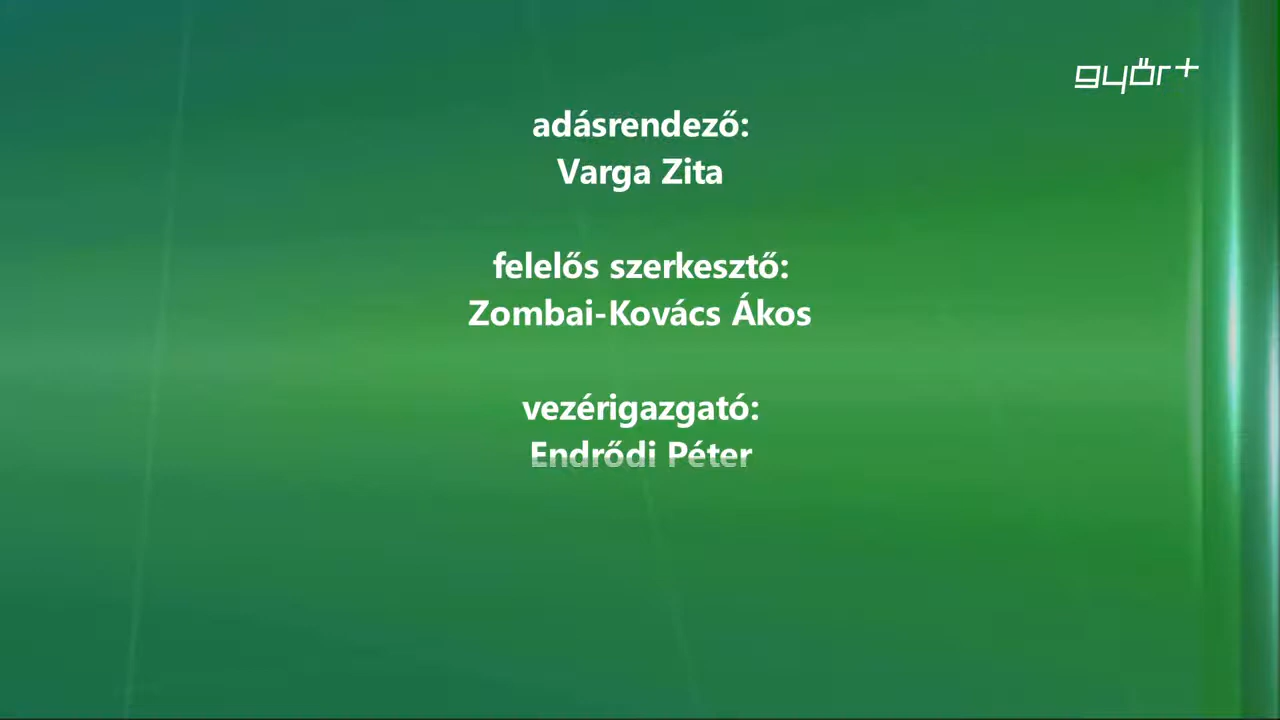 győr+
adásrendező:
Varga Zita
felelős szerkesztő:
Zombai-Kovács Ákos
vezérigazgató:
Endrődi Péter